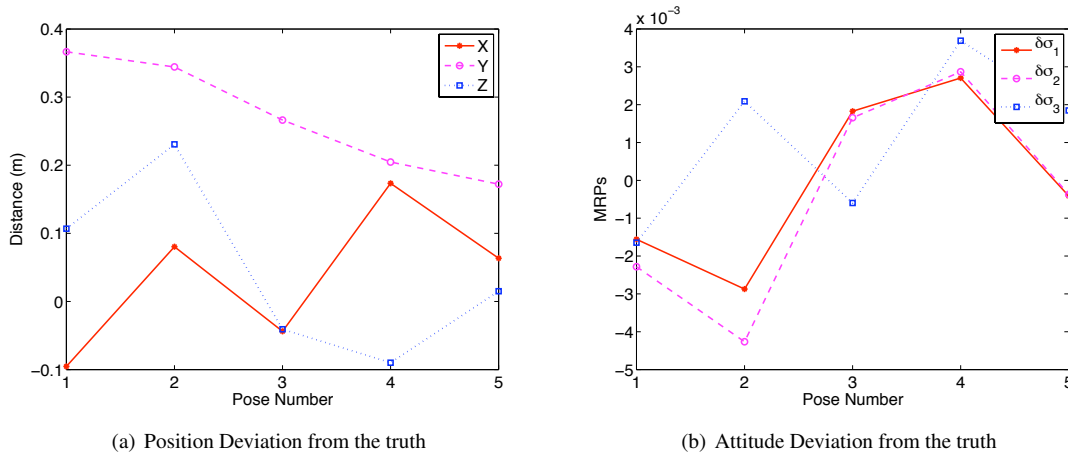 0.4
0.3
0.2
0.1
0
−0.1
1
2
3
4
5
Distance (m)
Pose Number
X
Y
Z
(a) Position Deviation from the truth
x 10⁻³
4
3
2
1
0
−1
−2
−3
−4
−5
1
2
3
4
5
MRPs
Pose Number
δσ₁
δσ₂
δσ₃
(b) Attitude Deviation from the truth